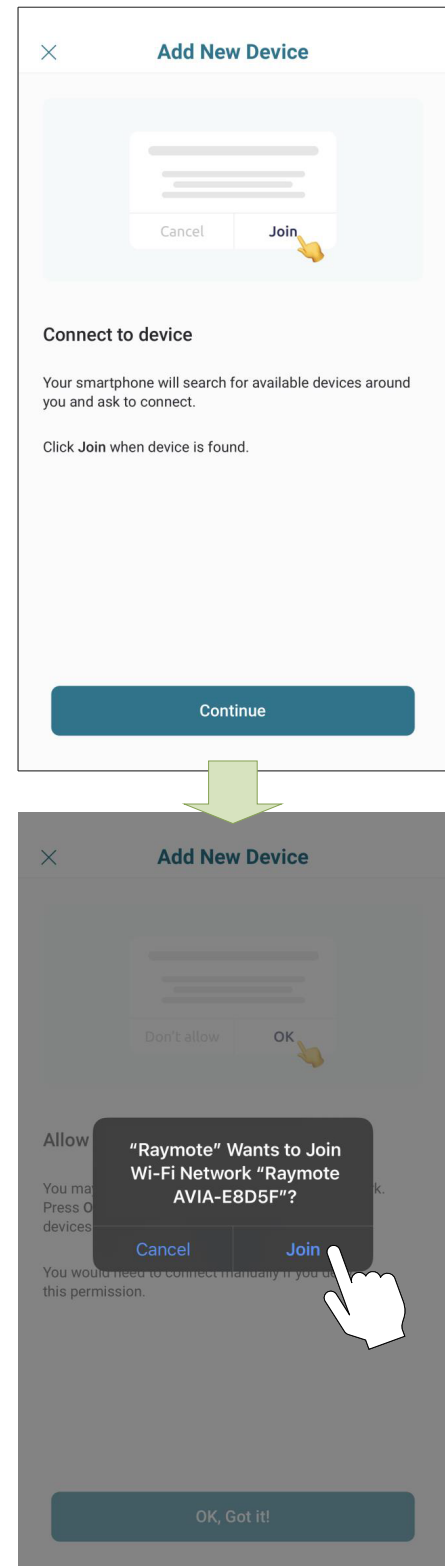 Add New Device
Cancel
Join
Connect to device
Your smartphone will search for available devices around
you and ask to connect.
Click Join when device is found.
Continue
Add New Device
Don't allow
OK
Allow
"Raymote" Wants to Join
Wi-Fi Network "Raymote
AVIA-E8D5F"?
You may
k.
Press O
devices
Cancel
Join
You would need to connect manually if you
this permission.
OK, Got it!